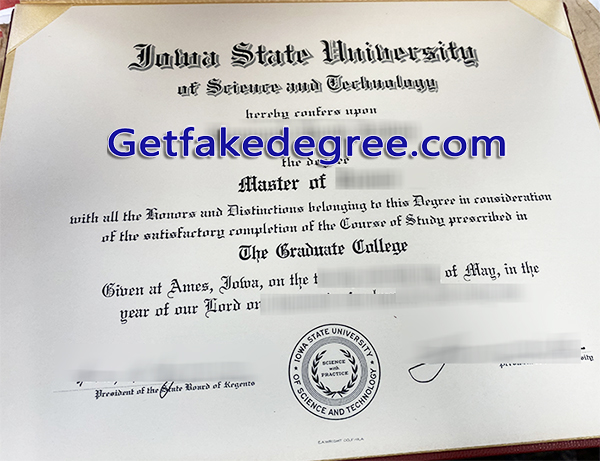 Iowa State University
of Science and Technology
hereby confers upon
Getfakedegree.com
the degree
Master of
with all the Honors and Distinctions belonging to this Degree in consideration
of the satisfactory completion of the Course of Study prescribed in
The Graduate College
Given at Ames, Iowa, on the
of May, in the
year of our Lord on
IOWA STATE UNIVERSITY
SCIENCE
with
PRACTICE
OF SCIENCE AND TECHNOLOGY
President of the State Board of Regents